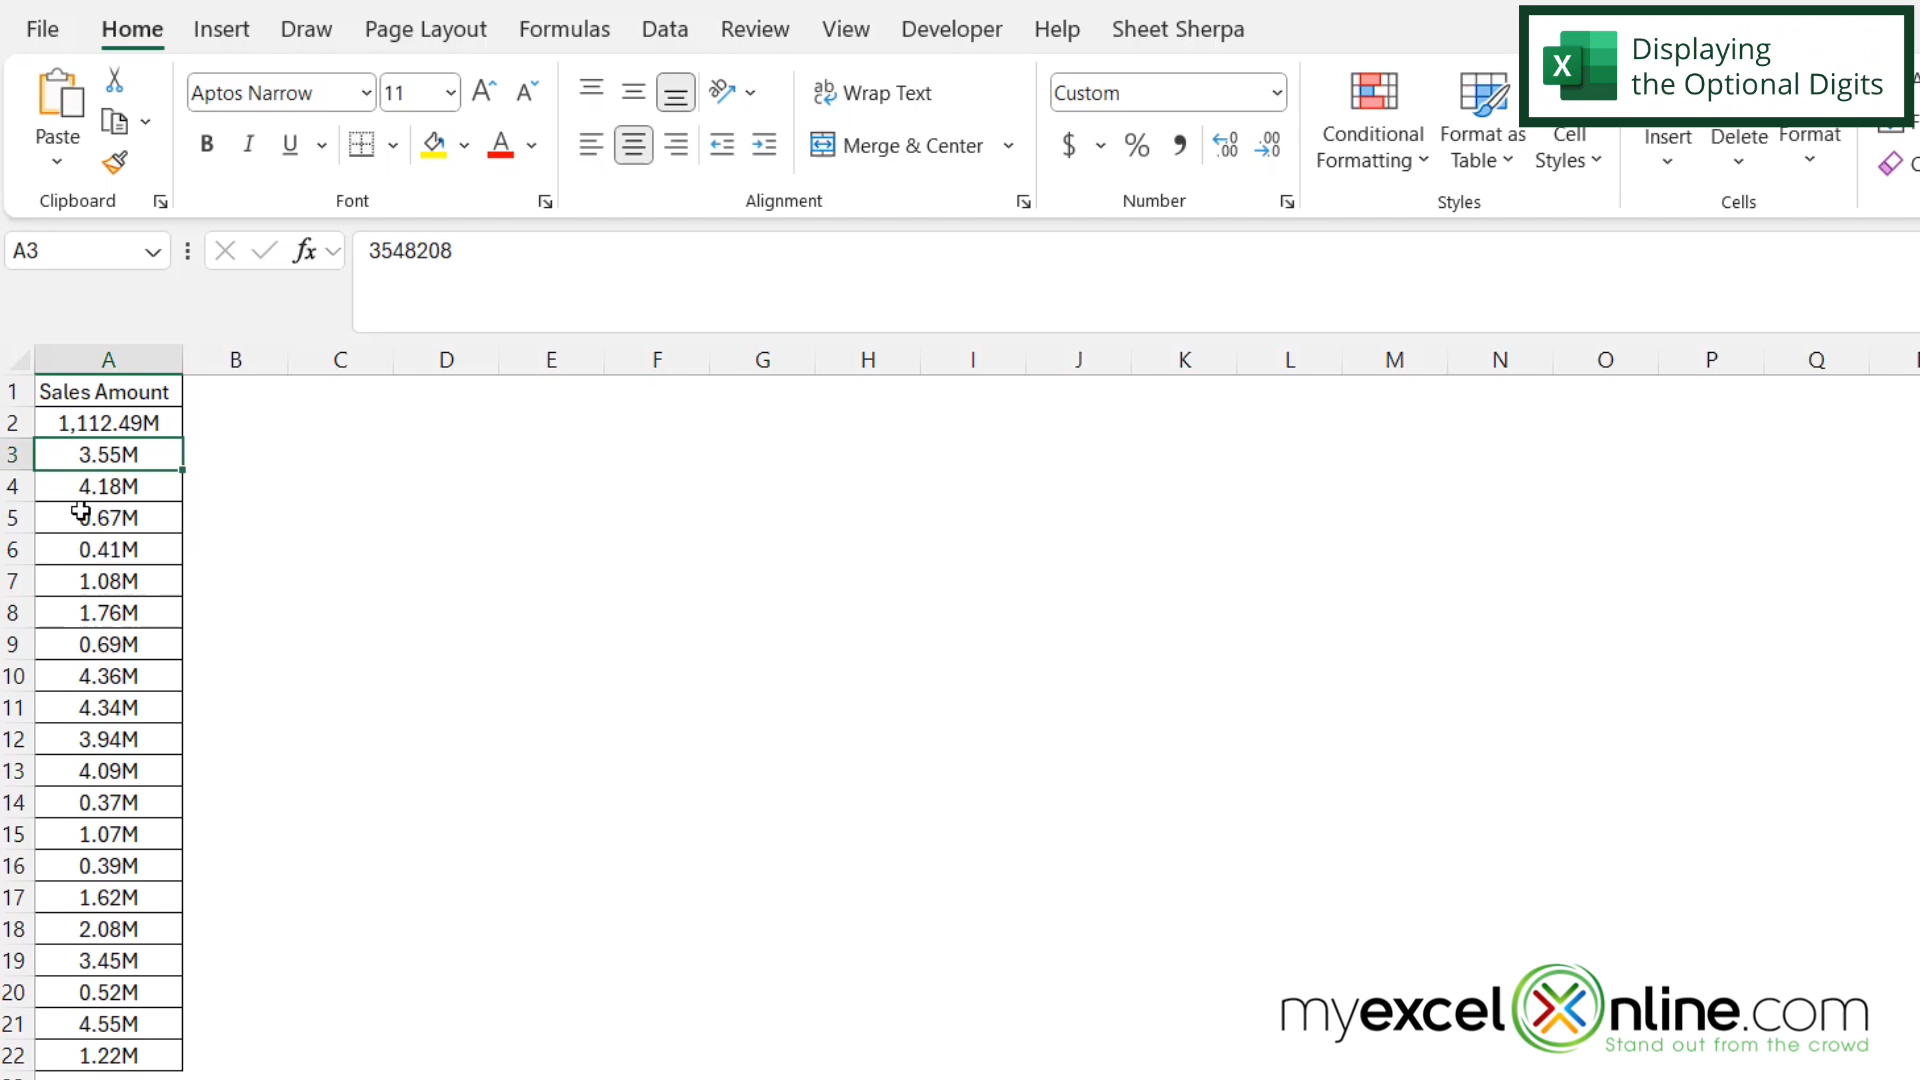 File Home Insert Draw Page Layout Formulas Data Review View Developer Help Sheet Sherpa
Displaying
the Optional Digits
Paste
Aptos Narrow 11
B I U
Wrap Text
Merge & Center
Custom
$ %
Conditional
Formatting
Format as
Table
Cell
Styles
Insert Delete Format
Clipboard Font Alignment Number Styles Cells
A3 fx 3548208
A B C D E F G H I J K L M N O P Q
1 Sales Amount
2 1,112.49M
3 3.55M
4 4.18M
5 0.67M
6 0.41M
7 1.08M
8 1.76M
9 0.69M
10 4.36M
11 4.34M
12 3.94M
13 4.09M
14 0.37M
15 1.07M
16 0.39M
17 1.62M
18 2.08M
19 3.45M
20 0.52M
21 4.55M
22 1.22M
myexcelonline.com
Stand out from the crowd